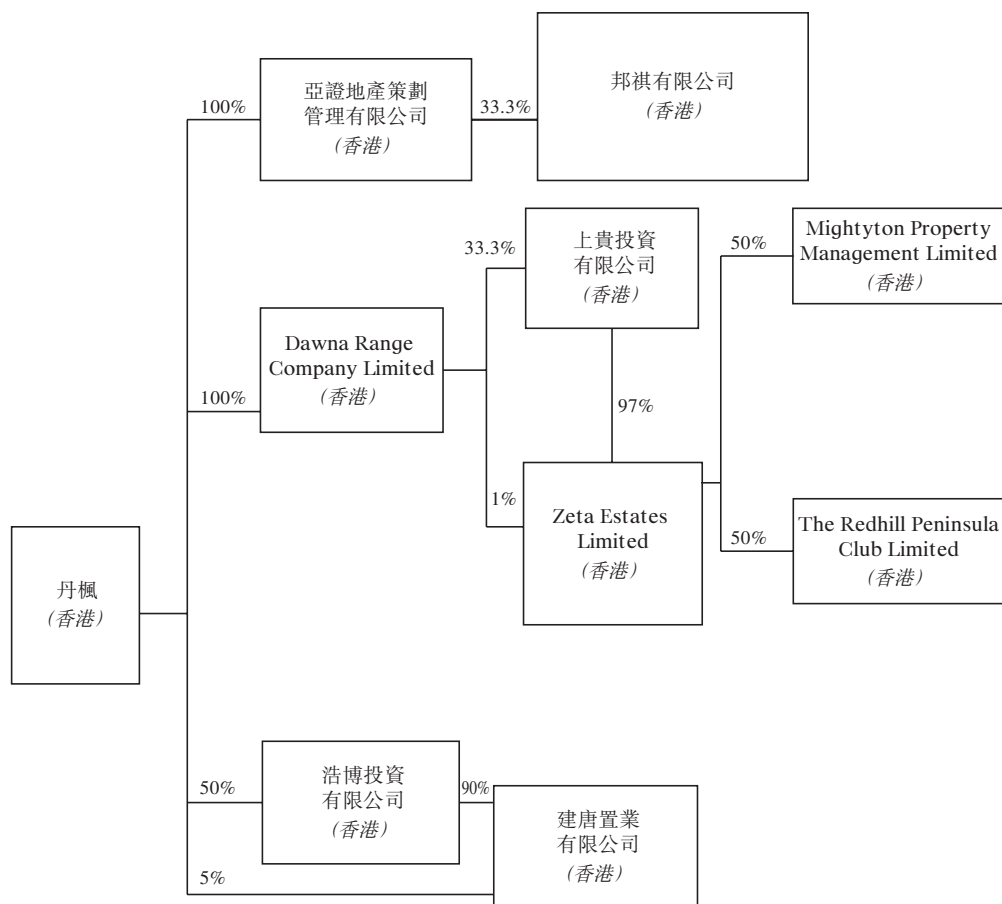 100%
亞證地產策劃
管理有限公司
(香港)
33.3%
邦祺有限公司
(香港)
100%
Dawna Range
Company Limited
(香港)
33.3%
上貴投資
有限公司
(香港)
97%
1%
Zeta Estates
Limited
(香港)
50%
Mightyton Property
Management Limited
(香港)
50%
The Redhill Peninsula
Club Limited
(香港)
丹楓
(香港)
50%
浩博投資
有限公司
(香港)
90%
建唐置業
有限公司
(香港)
5%